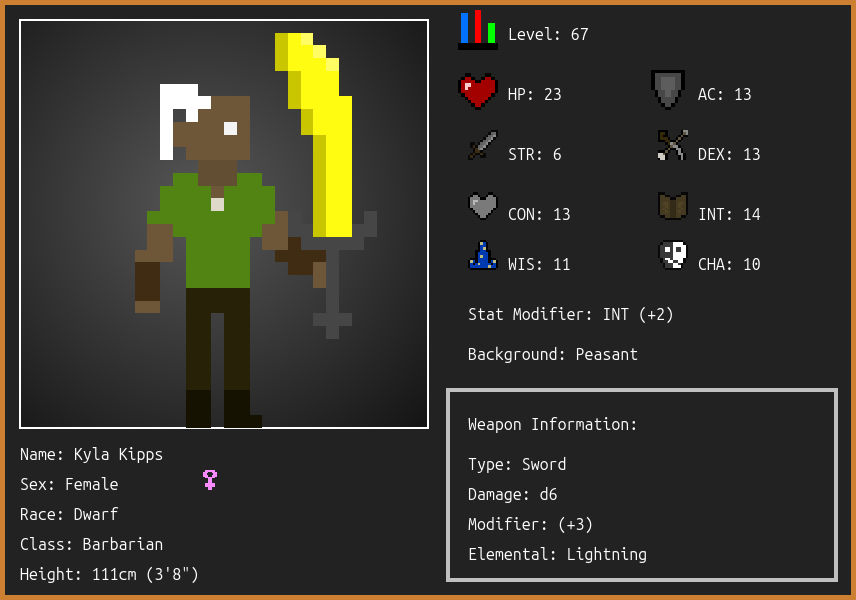 Level: 67
HP: 23
AC: 13
STR: 6
DEX: 13
CON: 13
INT: 14
WIS: 11
CHA: 10
Stat Modifier: INT (+2)
Background: Peasant
Weapon Information:
Type: Sword
Damage: d6
Modifier: (+3)
Elemental: Lightning
Name: Kyla Kipps
Sex: Female
Race: Dwarf
Class: Barbarian
Height: 111cm (3'8")